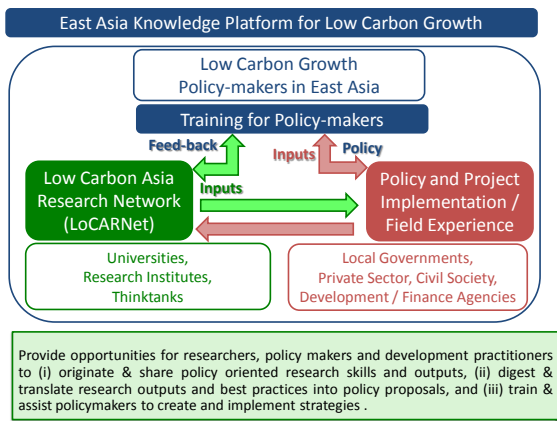 East Asia Knowledge Platform for Low Carbon Growth
Low Carbon Growth
Policy-makers in East Asia
Training for Policy-makers
Feed-back
Inputs
Policy
Low Carbon Asia
Research Network
(LoCARNet)
Inputs
Policy and Project
Implementation /
Field Experience
Universities,
Research Institutes,
Thinktanks
Local Governments,
Private Sector, Civil Society,
Development / Finance Agencies
Provide opportunities for researchers, policy makers and development practitioners
to (i) originate & share policy oriented research skills and outputs, (ii) digest &
translate research outputs and best practices into policy proposals, and (iii) train &
assist policymakers to create and implement strategies .